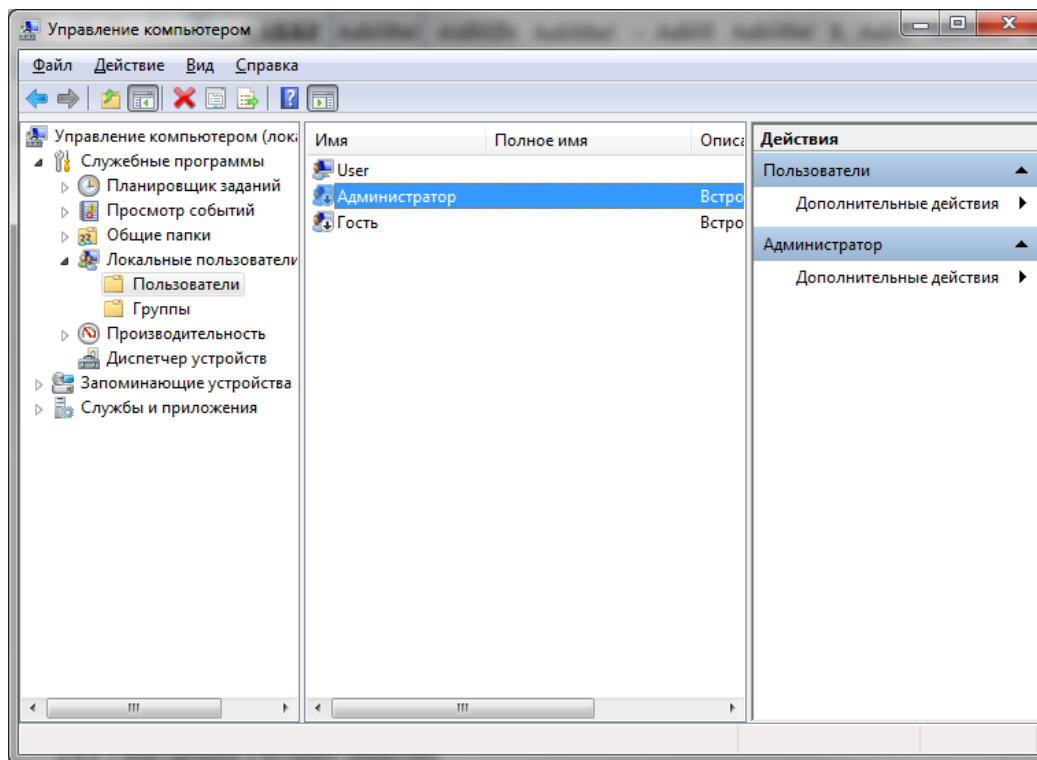 Управление компьютером
Файл Действие Вид Справка
Управление компьютером (лока
Служебные программы
Планировщик заданий
Просмотр событий
Общие папки
Локальные пользователи
Пользователи
Группы
Производительность
Диспетчер устройств
Запоминающие устройства
Службы и приложения
Имя Полное имя Описа
User
Администратор Встро
Гость Встро
Действия
Пользователи
Дополнительные действия
Администратор
Дополнительные действия